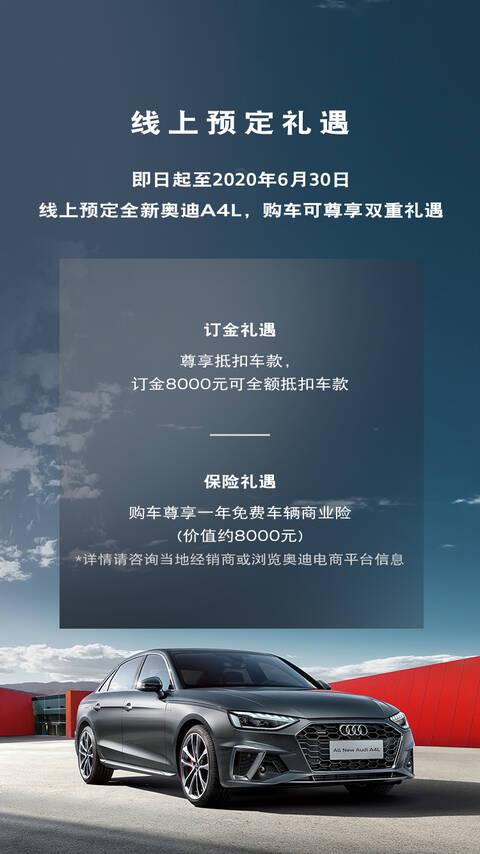 线上预定礼遇
即日起至2020年6月30日
线上预定全新奥迪A4L，购车可尊享双重礼遇
订金礼遇
尊享抵扣车款，
订金8000元可全额抵扣车款
保险礼遇
购车尊享一年免费车辆商业险
(价值约8000元)
*详情请咨询当地经销商或浏览奥迪电商平台信息
All New Audi A4L